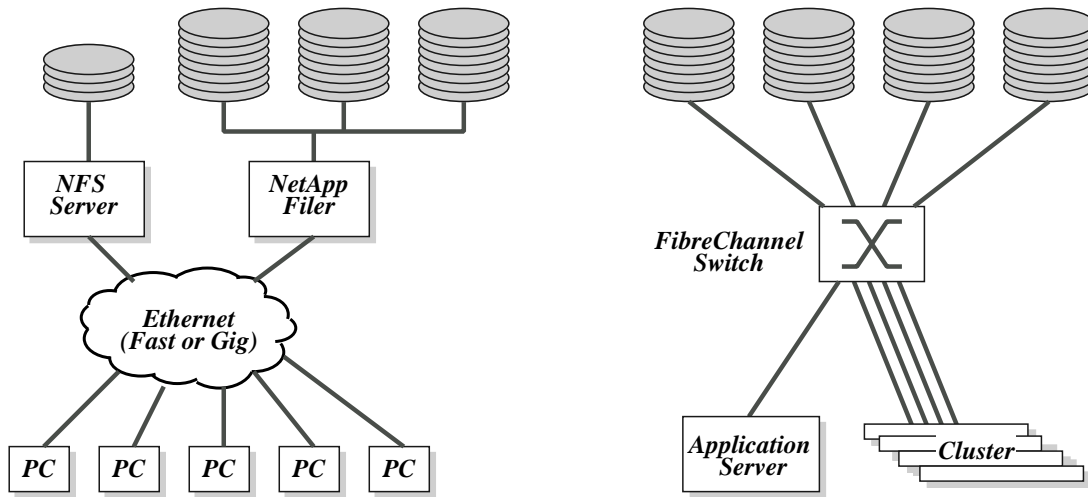 NFS
Server
NetApp
Filer
Ethernet
(Fast or Gig)
PC
PC
PC
PC
PC
FibreChannel
Switch
Application
Server
Cluster